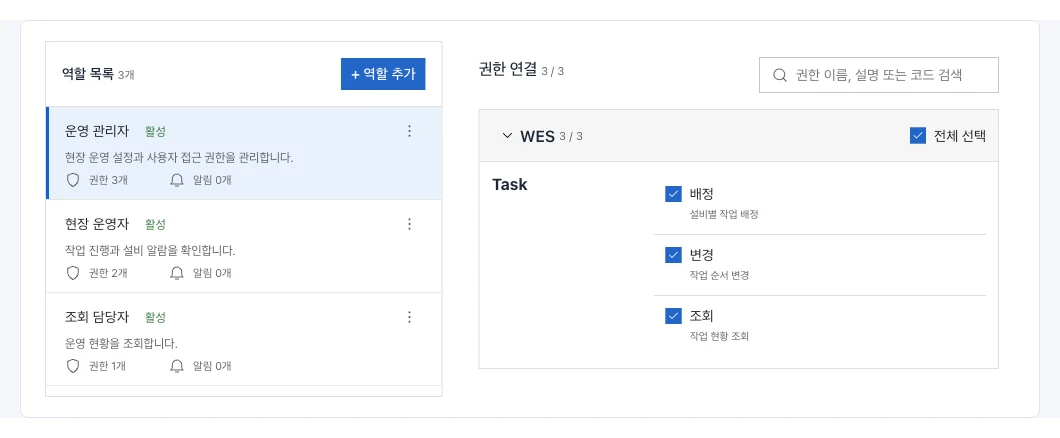 역할 목록 3개
+ 역할 추가
운영 관리자 활성
현장 운영 설정과 사용자 접근 권한을 관리합니다.
권한 3개 알림 0개
현장 운영자 활성
작업 진행과 설비 알람을 확인합니다.
권한 2개 알림 0개
조회 담당자 활성
운영 현황을 조회합니다.
권한 1개 알림 0개
권한 연결 3 / 3
권한 이름, 설명 또는 코드 검색
WES 3 / 3
전체 선택
Task
배정
설비별 작업 배정
변경
작업 순서 변경
조회
작업 현황 조회